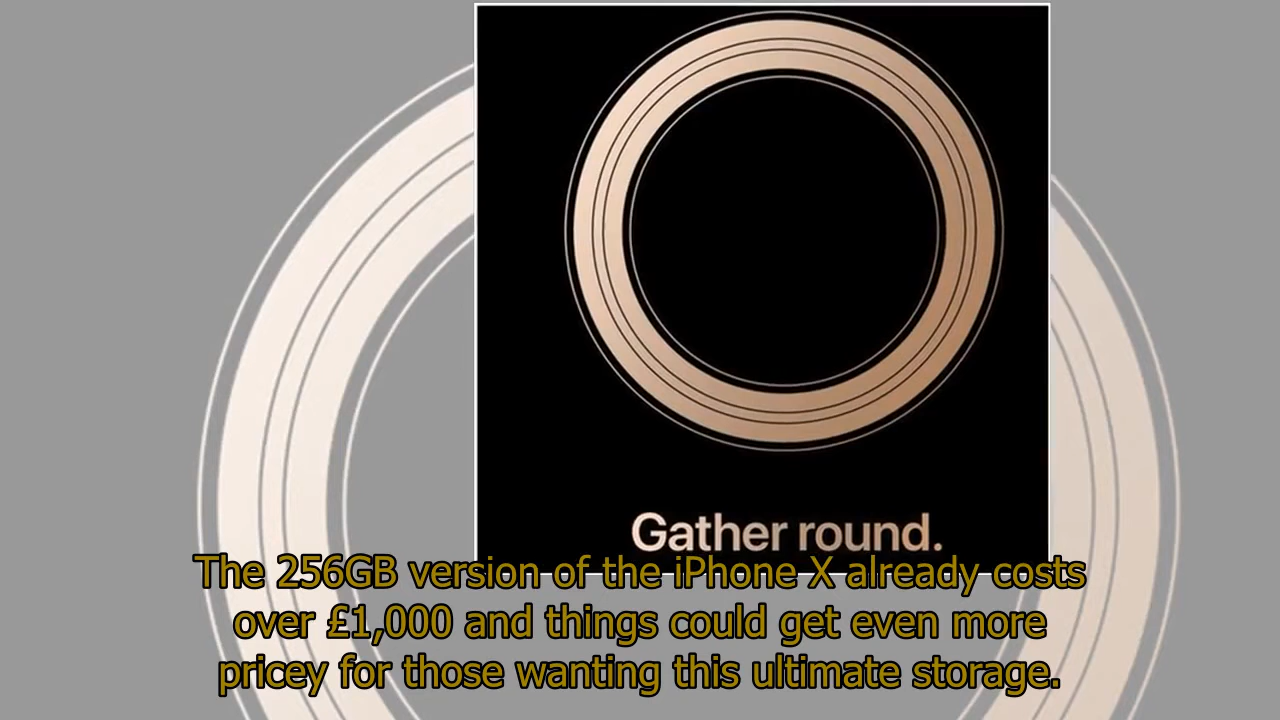 Gather round.
The 256GB version of the iPhone X already costs
over £1,000 and things could get even more
pricey for those wanting this ultimate storage.